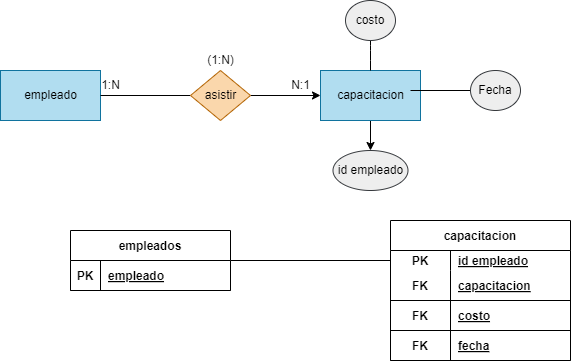 costo
(1:N)
empleado
1:N
asistir
N:1
capacitacion
Fecha
id empleado
empleados
PK
empleado
capacitacion
PK
id empleado
FK
capacitacion
FK
costo
FK
fecha